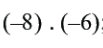 (–8) . (–6);